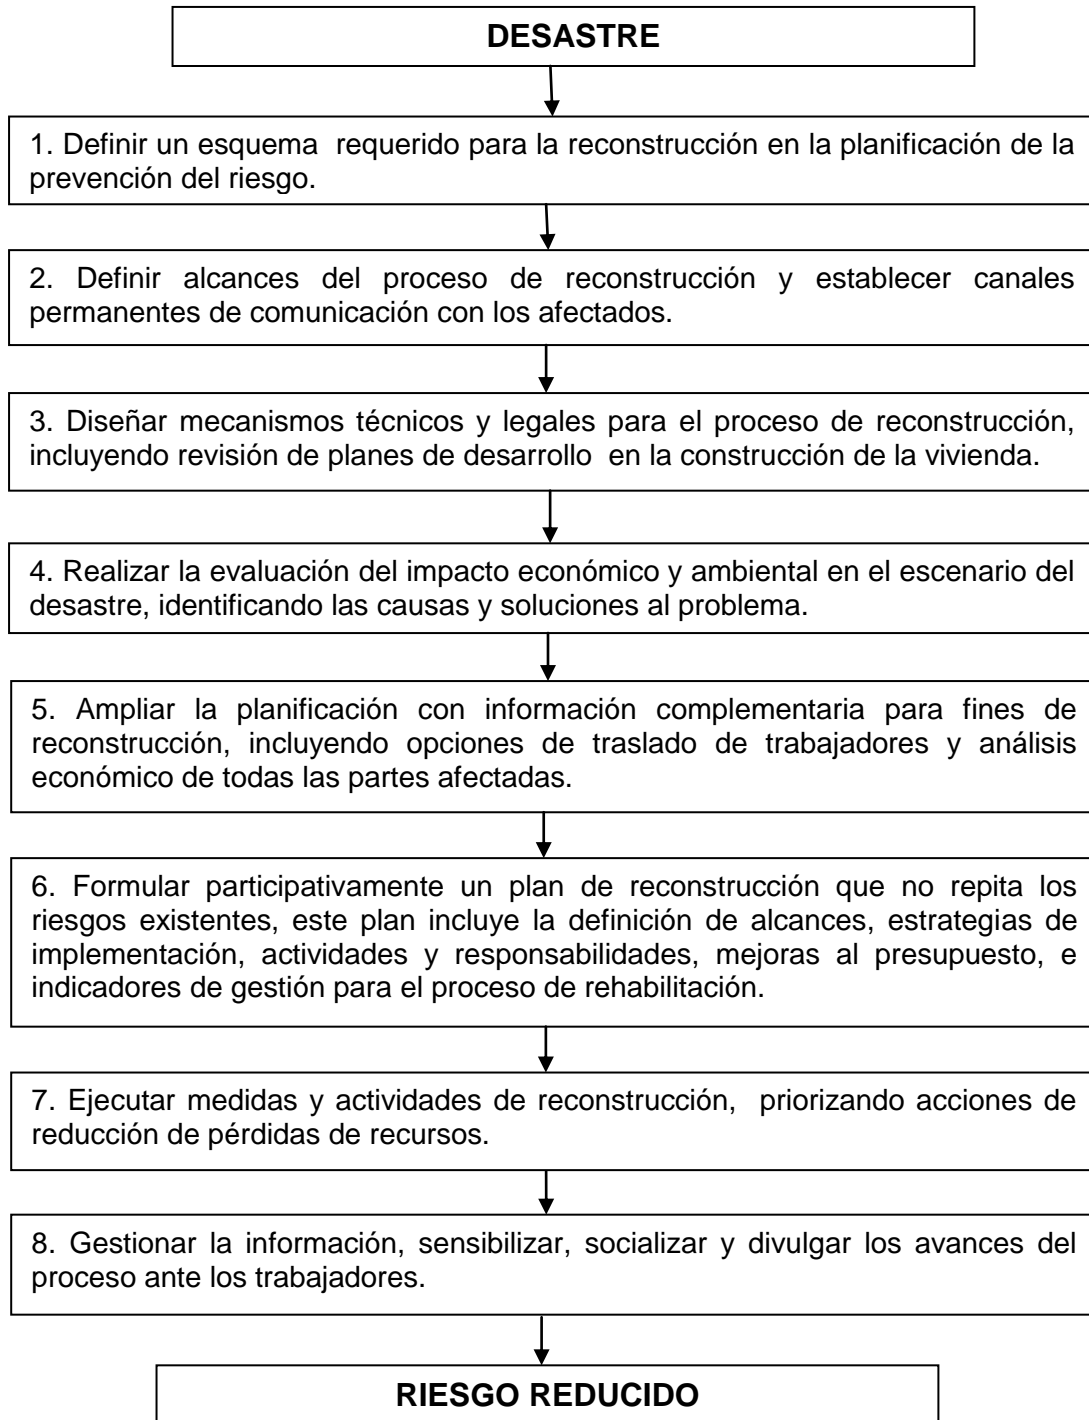 DESASTRE
1. Definir un esquema requerido para la reconstrucción en la planificación de la
prevención del riesgo.
2. Definir alcances del proceso de reconstrucción y establecer canales
permanentes de comunicación con los afectados.
3. Diseñar mecanismos técnicos y legales para el proceso de reconstrucción,
incluyendo revisión de planes de desarrollo en la construcción de la vivienda.
4. Realizar la evaluación del impacto económico y ambiental en el escenario del
desastre, identificando las causas y soluciones al problema.
5. Ampliar la planificación con información complementaria para fines de
reconstrucción, incluyendo opciones de traslado de trabajadores y análisis
económico de todas las partes afectadas.
6. Formular participativamente un plan de reconstrucción que no repita los
riesgos existentes, este plan incluye la definición de alcances, estrategias de
implementación, actividades y responsabilidades, mejoras al presupuesto, e
indicadores de gestión para el proceso de rehabilitación.
7. Ejecutar medidas y actividades de reconstrucción, priorizando acciones de
reducción de pérdidas de recursos.
8. Gestionar la información, sensibilizar, socializar y divulgar los avances del
proceso ante los trabajadores.
RIESGO REDUCIDO